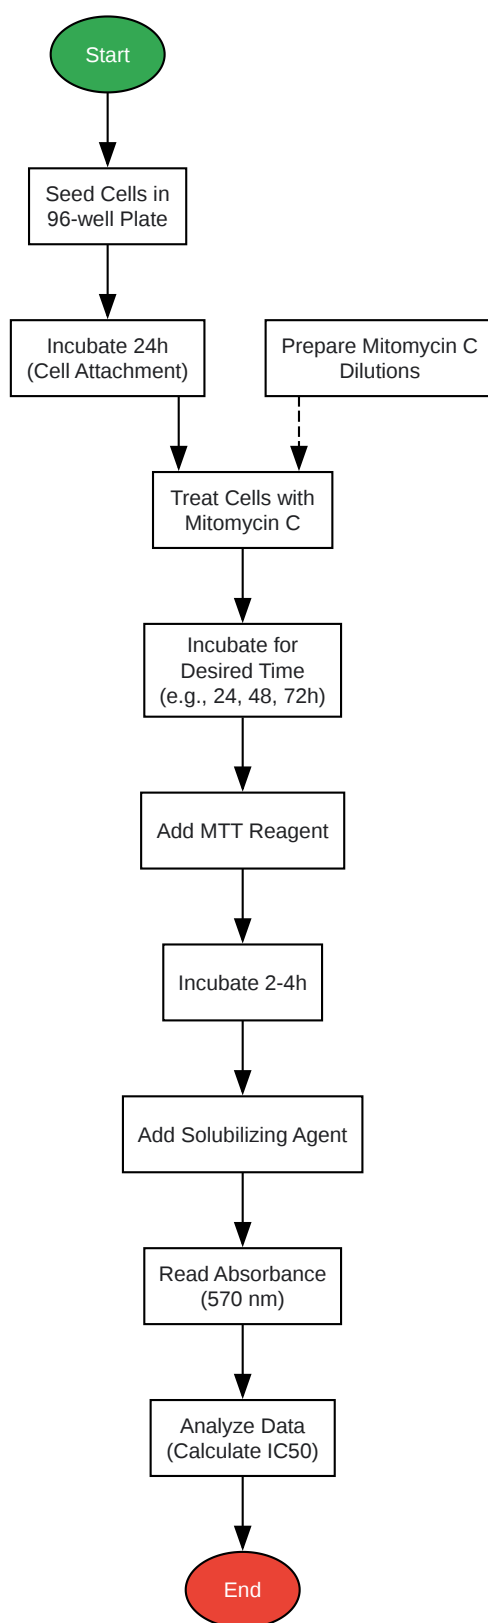 Start
Seed Cells in
96-well Plate
Incubate 24h
(Cell Attachment)
Prepare Mitomycin C
Dilutions
Treat Cells with
Mitomycin C
Incubate for
Desired Time
(e.g., 24, 48, 72h)
Add MTT Reagent
Incubate 2-4h
Add Solubilizing Agent
Read Absorbance
(570 nm)
Analyze Data
(Calculate IC50)
End